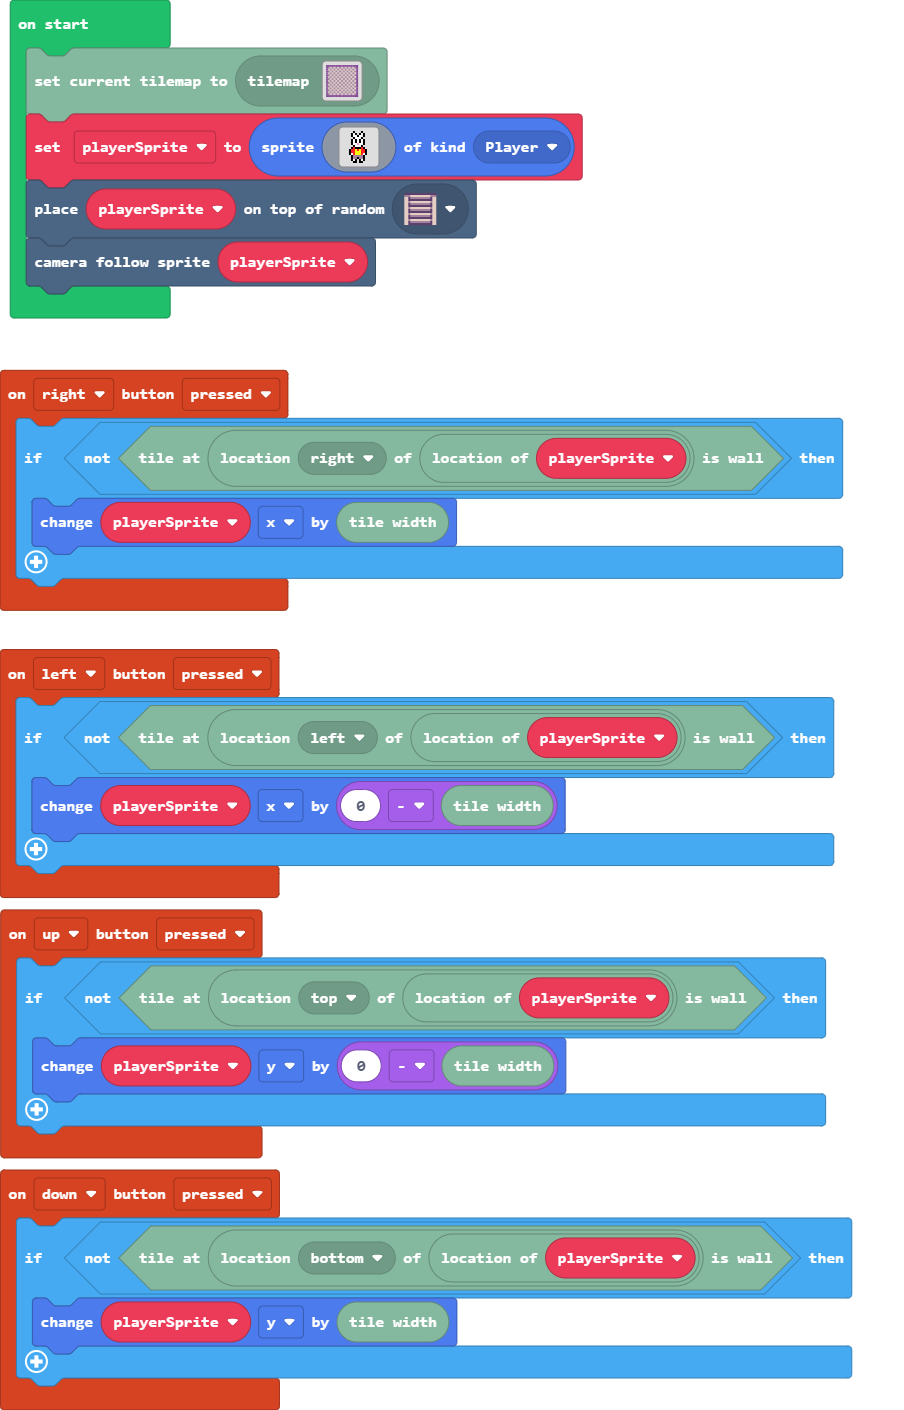 on start
set current tilemap to tilemap
set playerSprite to sprite of kind Player
place playerSprite on top of random
camera follow sprite playerSprite
on right button pressed
if not tile at location right of location of playerSprite is wall then
change playerSprite x by tile width
on left button pressed
if not tile at location left of location of playerSprite is wall then
change playerSprite x by 0 - tile width
on up button pressed
if not tile at location top of location of playerSprite is wall then
change playerSprite y by 0 - tile width
on down button pressed
if not tile at location bottom of location of playerSprite is wall then
change playerSprite y by tile width